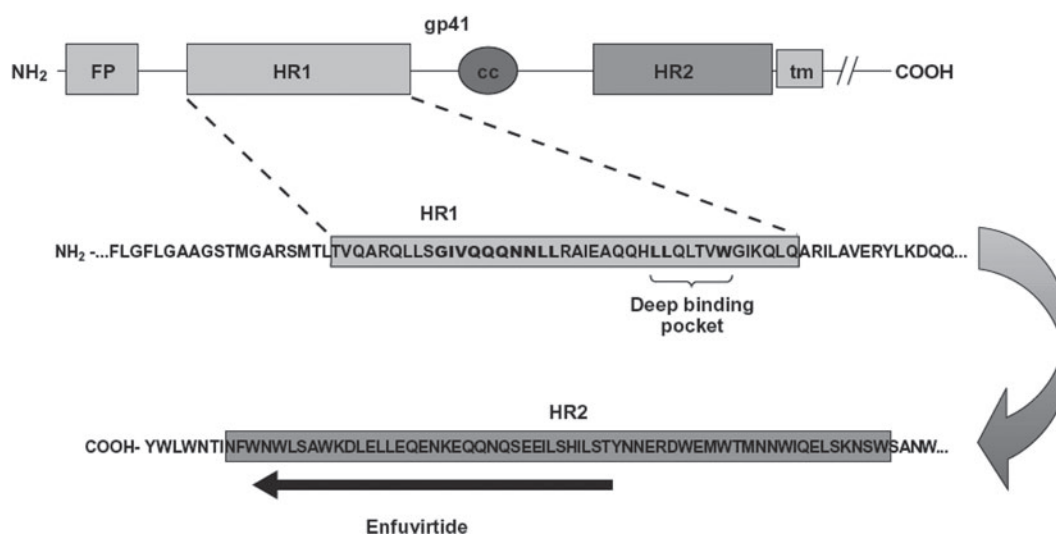 gp41
NH2 FP HR1 cc HR2 tm COOH
HR1
NH2 -...FLGFLGAAGSTMGARSMTLTVQARQLLSGIVQQQNNLLRAIEAQQHLLQLTVWGIKQLQARILAVERYLKDQQ...
Deep binding
pocket
HR2
COOH- YWLWNTINFWNWLSAWKDLELLEQENKEQQNQSEEILSHILSTYNNERDWEMWTMNNWIQELSKNSWSANW...
Enfuvirtide